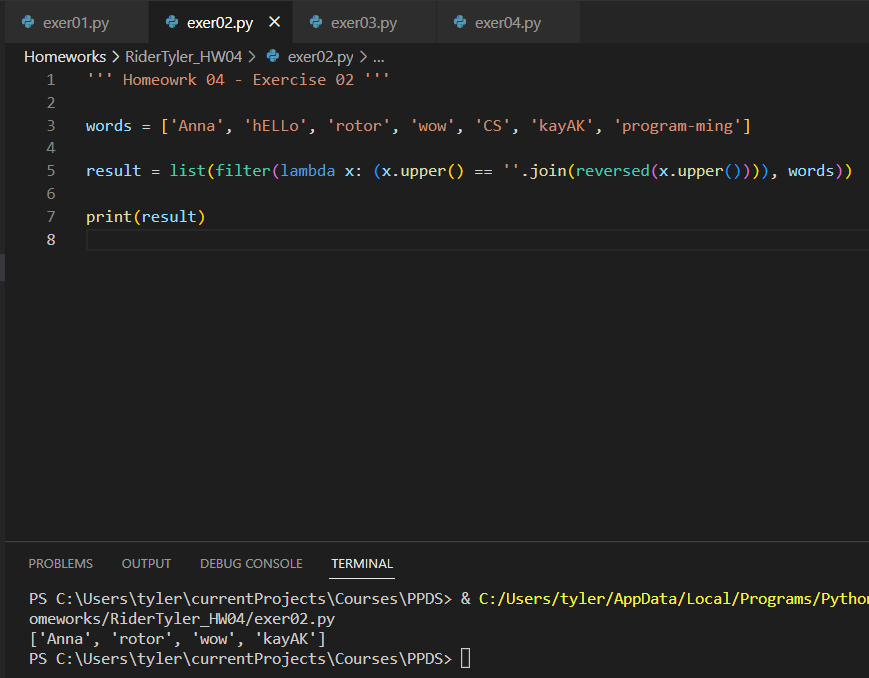 exer01.py exer02.py × exer03.py exer04.py
Homeworks > RiderTyler_HW04 > exer02.py > ...
1 ''' Homeowrk 04 - Exercise 02 '''
2
3 words = ['Anna', 'hELLo', 'rotor', 'wow', 'CS', 'kayAK', 'program-ming']
4
5 result = list(filter(lambda x: (x.upper() == ''.join(reversed(x.upper()))), words))
6
7 print(result)
8
PROBLEMS OUTPUT DEBUG CONSOLE TERMINAL
PS C:\Users\tyler\currentProjects\Courses\PPDS> & C:/Users/tyler/AppData/Local/Programs/Python
omeworks/RiderTyler_HW04/exer02.py
['Anna', 'rotor', 'wow', 'kayAK']
PS C:\Users\tyler\currentProjects\Courses\PPDS>